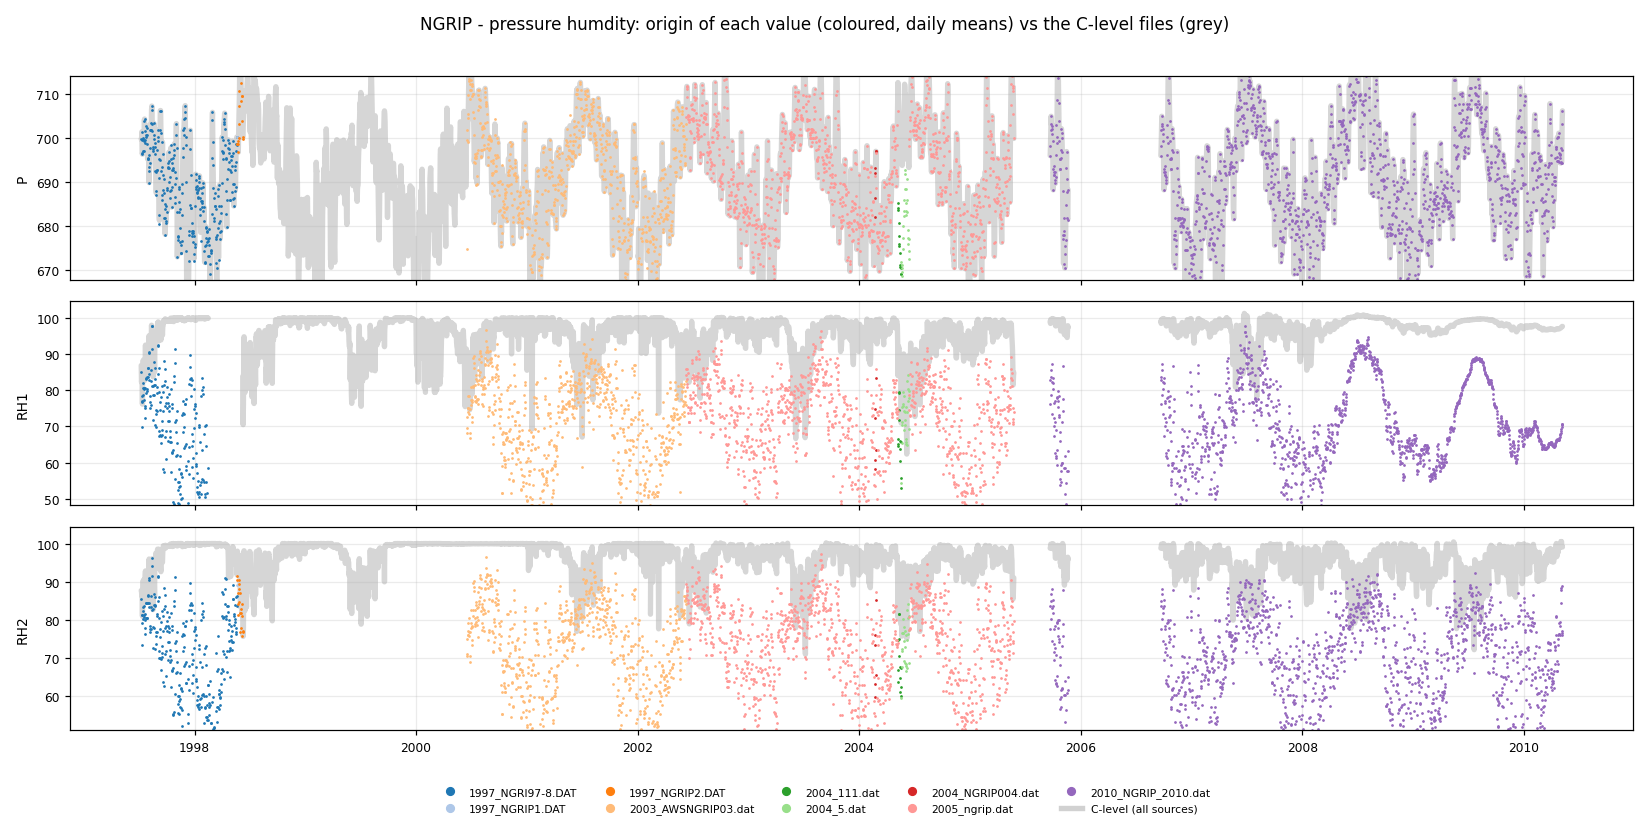 NGRIP - pressure humdity: origin of each value (coloured, daily means) vs the C-level files (grey)
P
710
700
690
680
670
RH1
100
90
80
70
60
50
RH2
100
90
80
70
60
1998 2000 2002 2004 2006 2008 2010
1997_NGRI97-8.DAT 1997_NGRIP2.DAT 2004_111.dat 2004_NGRIP004.dat 2010_NGRIP_2010.dat
1997_NGRIP1.DAT 2003_AWSNGRIP03.dat 2004_5.dat 2005_ngrip.dat C-level (all sources)